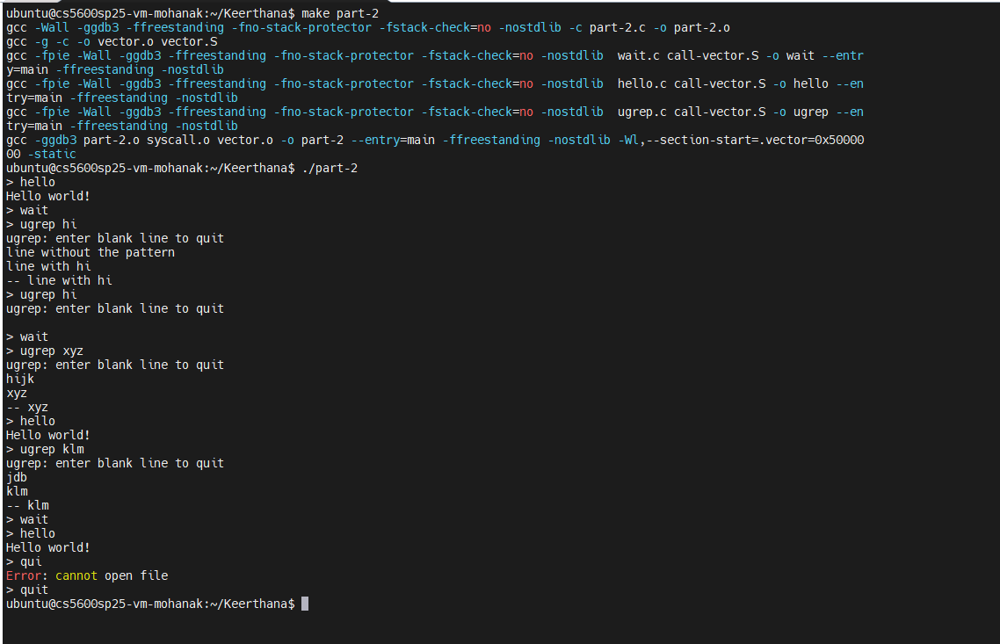 ubuntu@cs5600sp25-vm-mohanak:~/Keerthana$ make part-2
gcc -Wall -ggdb3 -ffreestanding -fno-stack-protector -fstack-check=no -nostdlib -c part-2.c -o part-2.o
gcc -g -c -o vector.o vector.S
gcc -fpie -Wall -ggdb3 -ffreestanding -fno-stack-protector -fstack-check=no -nostdlib  wait.c call-vector.S -o wait --entr
y=main -ffreestanding -nostdlib
gcc -fpie -Wall -ggdb3 -ffreestanding -fno-stack-protector -fstack-check=no -nostdlib  hello.c call-vector.S -o hello --en
try=main -ffreestanding -nostdlib
gcc -fpie -Wall -ggdb3 -ffreestanding -fno-stack-protector -fstack-check=no -nostdlib  ugrep.c call-vector.S -o ugrep --en
try=main -ffreestanding -nostdlib
gcc -ggdb3 part-2.o syscall.o vector.o -o part-2 --entry=main -ffreestanding -nostdlib -Wl,--section-start=.vector=0x50000
00 -static
ubuntu@cs5600sp25-vm-mohanak:~/Keerthana$ ./part-2
> hello
Hello world!
> wait
> ugrep hi
ugrep: enter blank line to quit
line without the pattern
line with hi
-- line with hi
> ugrep hi
ugrep: enter blank line to quit

> wait
> ugrep xyz
ugrep: enter blank line to quit
hijk
xyz
-- xyz
> hello
Hello world!
> ugrep klm
ugrep: enter blank line to quit
jdb
klm
-- klm
> wait
> hello
Hello world!
> qui
Error: cannot open file
> quit
ubuntu@cs5600sp25-vm-mohanak:~/Keerthana$